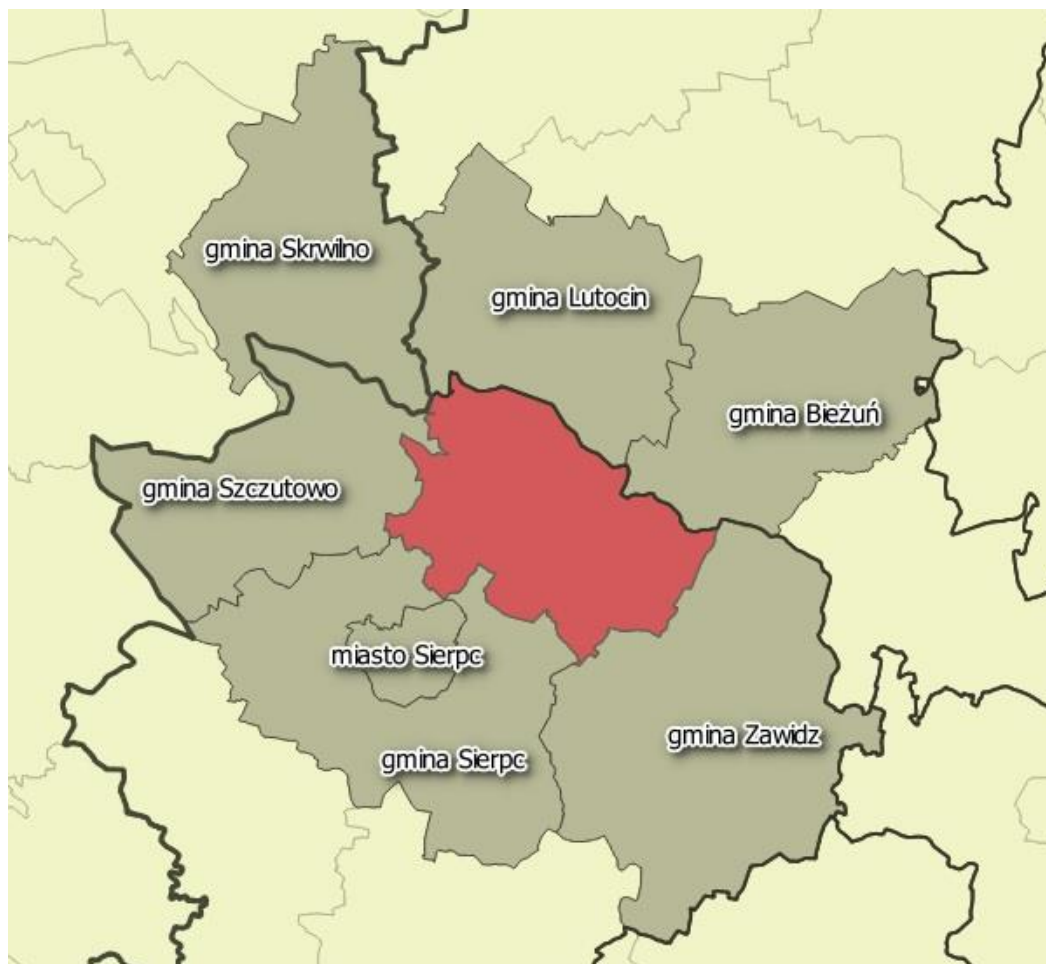 gmina Skrwilno
gmina Lutocin
gmina Bieżuń
gmina Szczutowo
miasto Sierpc
gmina Zawidz
gmina Sierpc